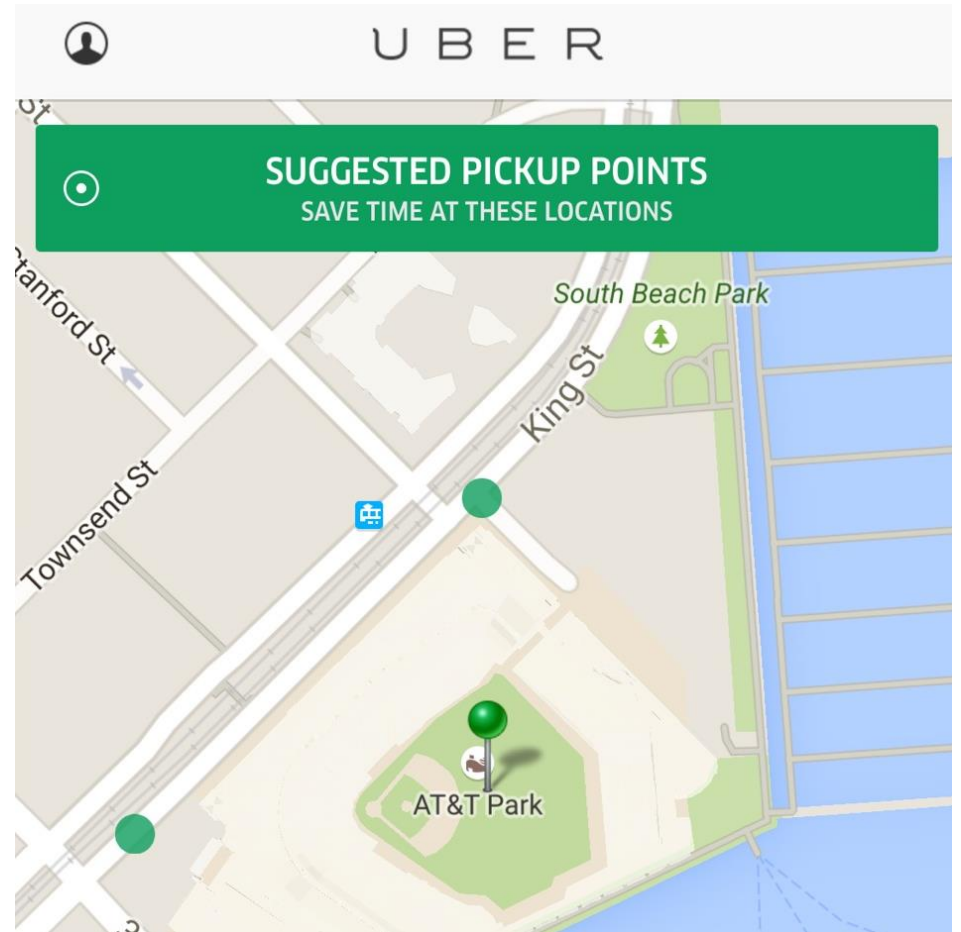 UBER
St
SUGGESTED PICKUP POINTS
SAVE TIME AT THESE LOCATIONS
Stanford St
South Beach Park
King St
Townsend St
AT&T Park